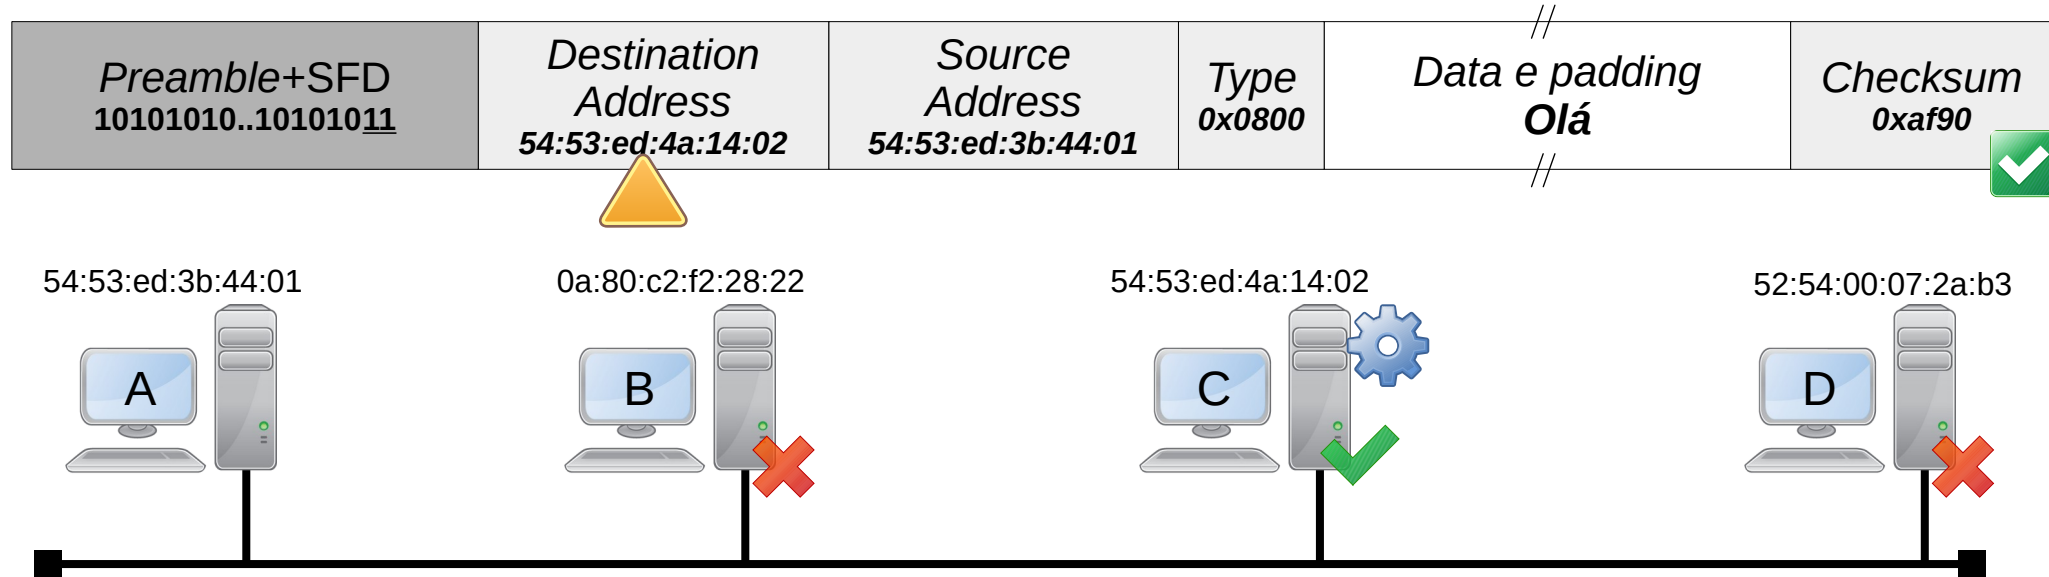 Preamble+SFD
10101010..10101011
Destination
Address
54:53:ed:4a:14:02
Source
Address
54:53:ed:3b:44:01
Type
0x0800
Data e padding
Olá
Checksum
0xaf90
54:53:ed:3b:44:01
0a:80:c2:f2:28:22
54:53:ed:4a:14:02
52:54:00:07:2a:b3
A
B
C
D